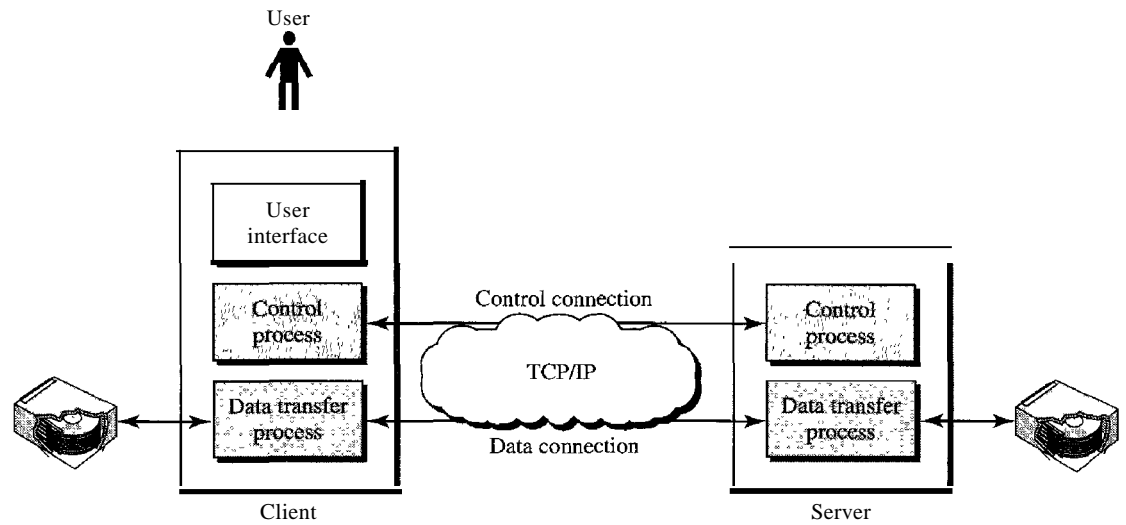 User
User
interface
Control
process
Data transfer
process
Client
Control connection
TCP/IP
Data connection
Control
process
Data transfer
process
Server